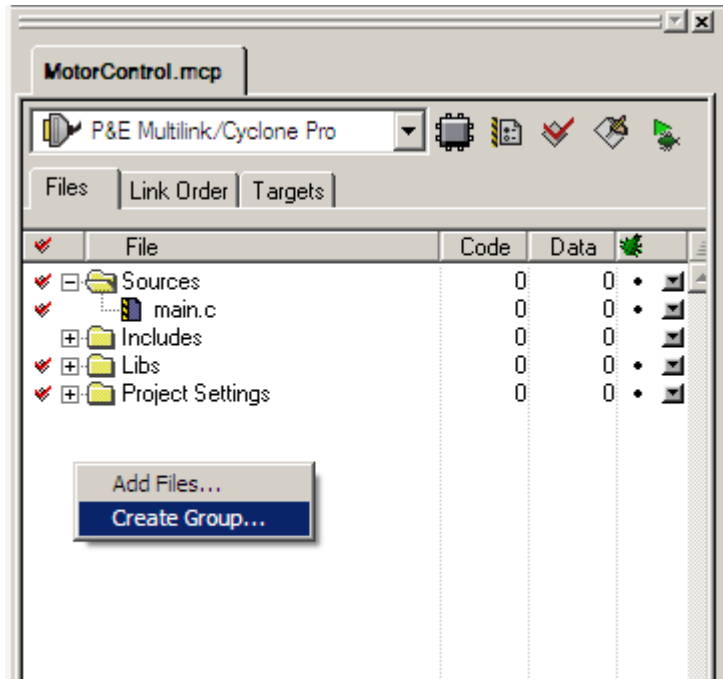 MotorControl.mcp
P&E Multilink/Cyclone Pro
Files Link Order Targets
File Code Data
Sources 0 0
main.c 0 0
Includes 0 0
Libs 0 0
Project Settings 0 0
Add Files...
Create Group...